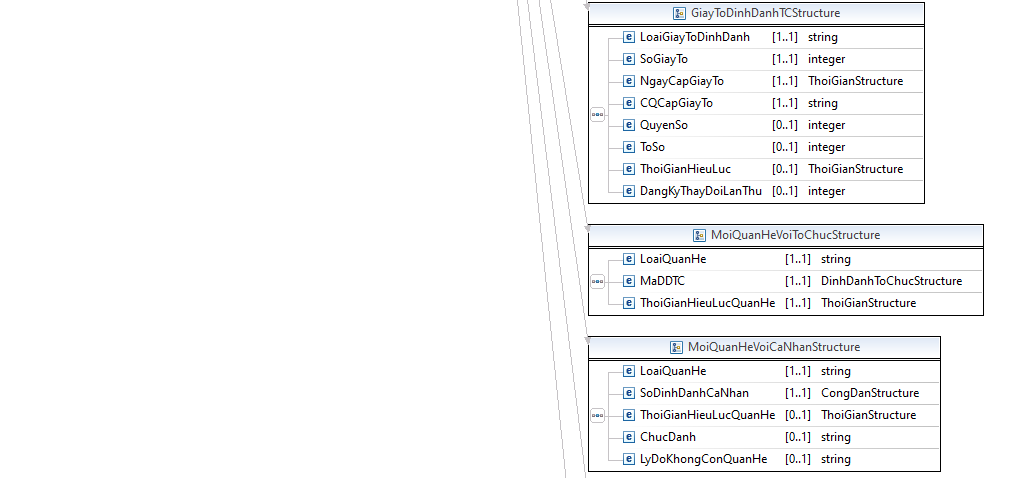 GiayToDinhDanhTCStructure
LoaiGiayToDinhDanh [1..1] string
SoGiayTo [1..1] integer
NgayCapGiayTo [1..1] ThoiGianStructure
CQCapGiayTo [1..1] string
QuyenSo [0..1] integer
ToSo [0..1] integer
ThoiGianHieuLuc [0..1] ThoiGianStructure
DangKyThayDoiLanThu [0..1] integer
MoiQuanHeVoiToChucStructure
LoaiQuanHe [1..1] string
MaDDTC [1..1] DinhDanhToChucStructure
ThoiGianHieuLucQuanHe [1..1] ThoiGianStructure
MoiQuanHeVoiCaNhanStructure
LoaiQuanHe [1..1] string
SoDinhDanhCaNhan [1..1] CongDanStructure
ThoiGianHieuLucQuanHe [0..1] ThoiGianStructure
ChucDanh [0..1] string
LyDoKhongConQuanHe [0..1] string